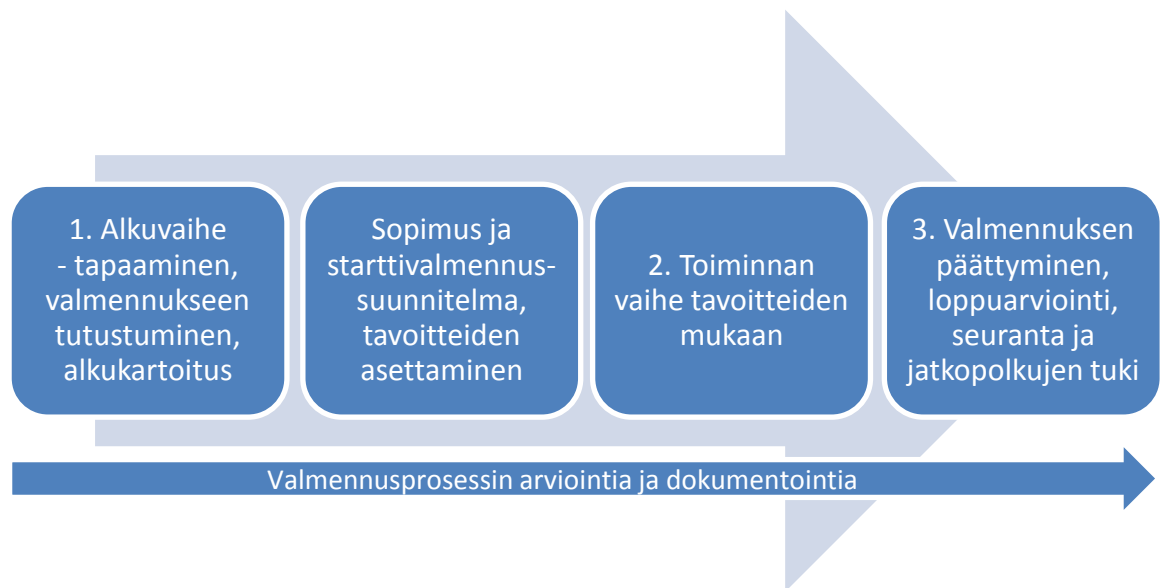 1. Alkuvaihe
- tapaaminen,
valmennukseen
tutustuminen,
alkukartoitus
Sopimus ja
starttivalmennus-
suunnitelma,
tavoitteiden
asettaminen
2. Toiminnan
vaihe tavoitteiden
mukaan
3. Valmennuksen
päättyminen,
loppuarviointi,
seuranta ja
jatkopolkujen tuki
Valmennusprosessin arviointia ja dokumentointia